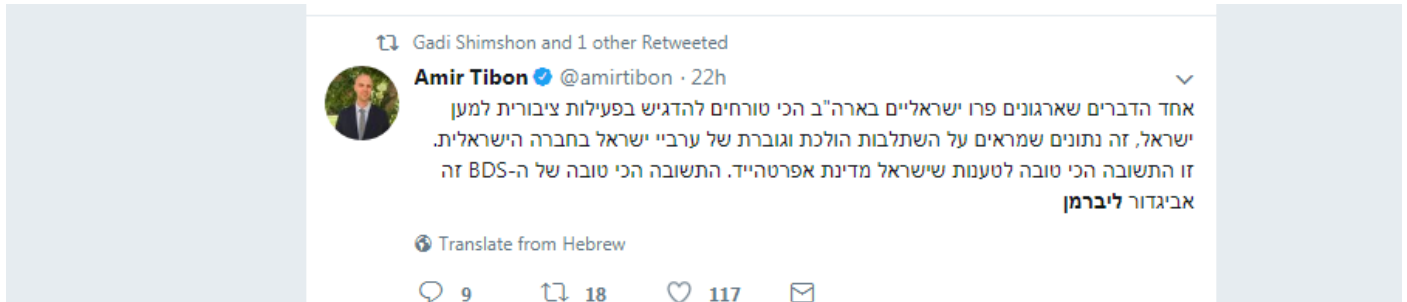 Gadi Shimshon and 1 other Retweeted
Amir Tibon @amirtibon · 22h
אחד הדברים שארגונים פרו ישראליים בארה"ב הכי טורחים להדגיש בפעילות ציבורית למען
ישראל, זה נתונים שמראים על השתלבות הולכת וגוברת של ערביי ישראל בחברה הישראלית.
זו התשובה הכי טובה לטענות שישראל מדינת אפרטהייד. התשובה הכי טובה של ה-BDS זה
אביגדור ליברמן
Translate from Hebrew
9 18 117